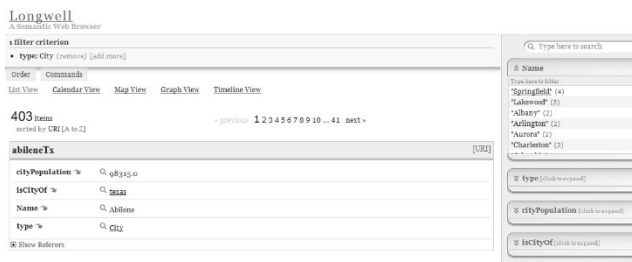 Longwell
A Semantic Web Browser
1 filter criterion
• type: City (remove) [add more]
Order Commands
List View Calendar View Map View Graph View Timeline View
403 items
sorted by URI [A to Z]
« previous 1 2 3 4 5 6 7 8 9 10 ... 41 next »
abileneTx [URI]
cityPopulation 98315.0
isCityOf texas
Name Abilene
type City
Show Referers
Type here to search
Name
Type here to filter
"Springfield" (4)
"Lakewood" (3)
"Albany" (2)
"Arlington" (2)
"Aurora" (2)
"Charleston" (2)
type [click to expand]
cityPopulation [click to expand]
isCityOf [click to expand]